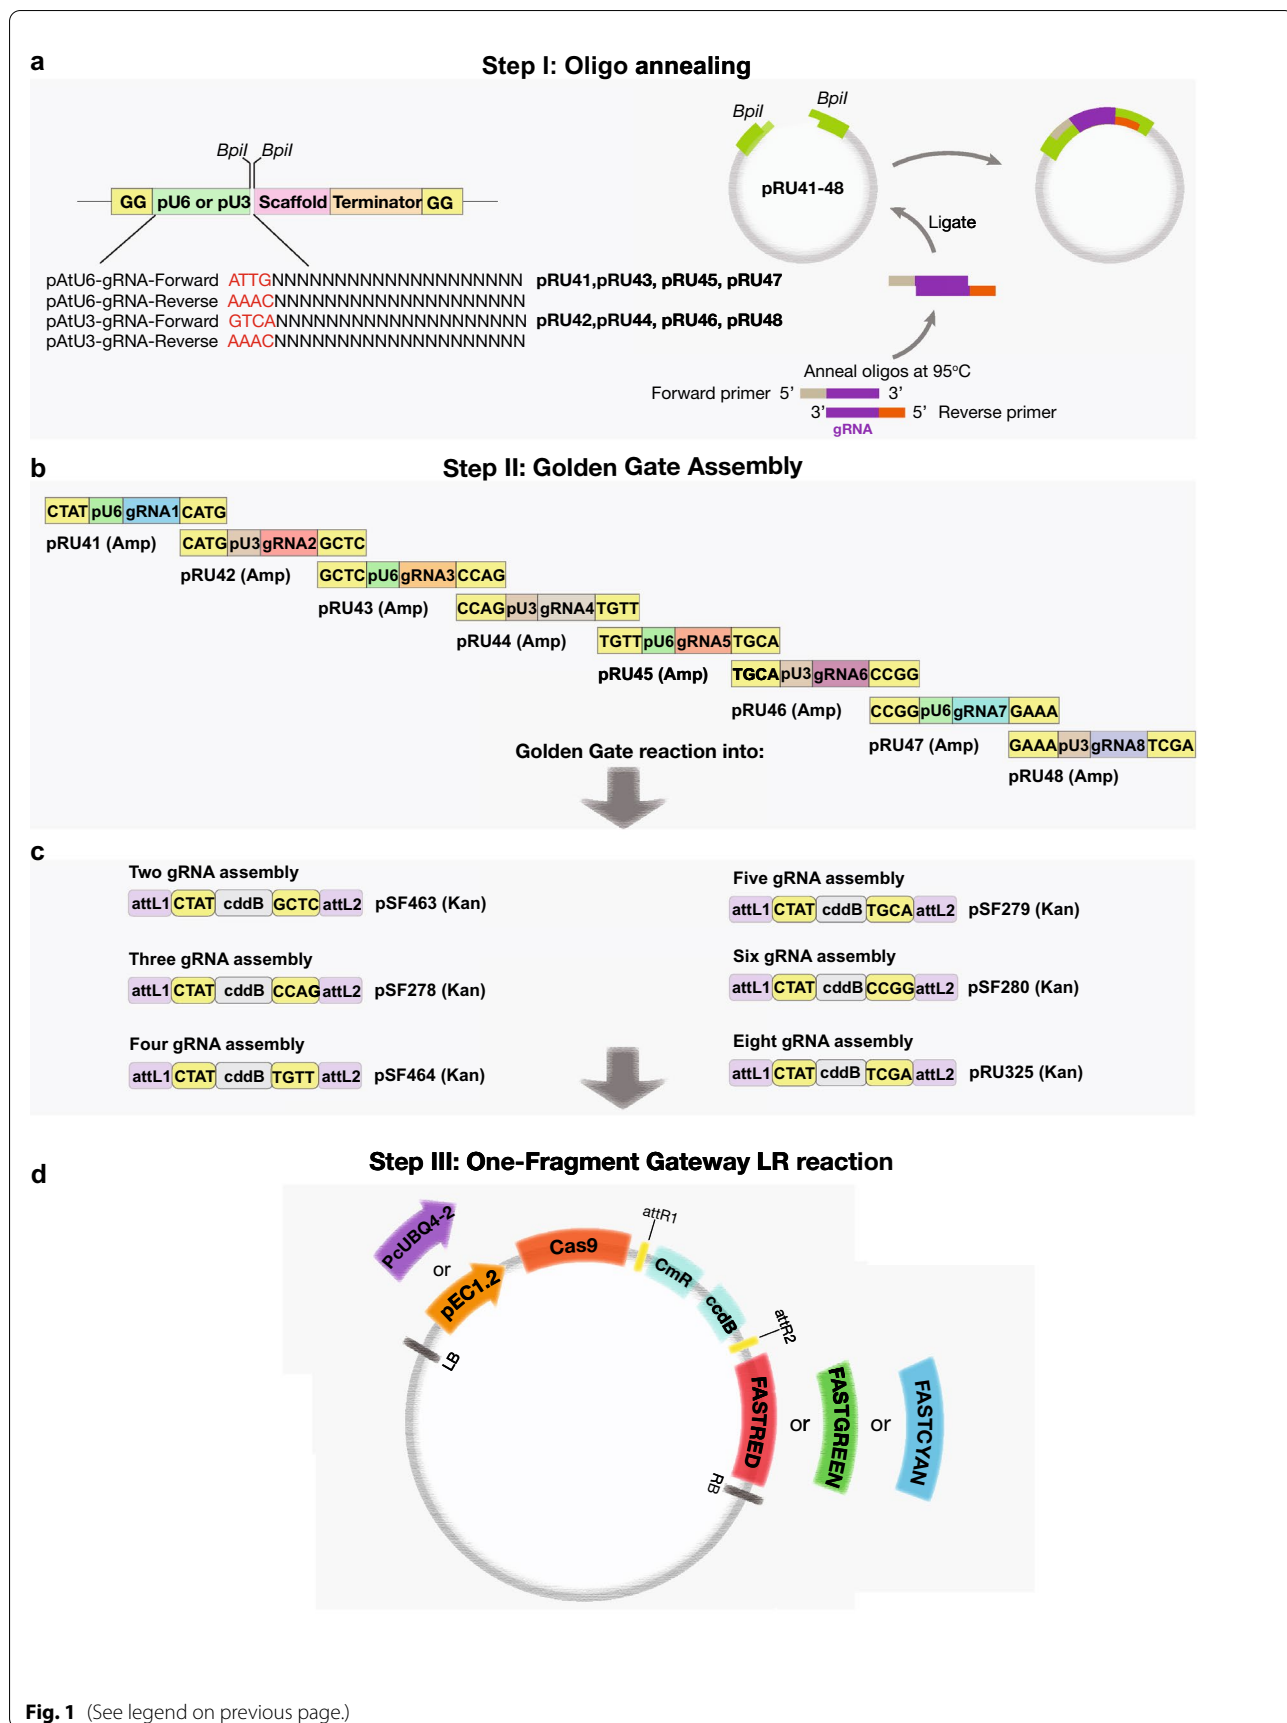 a
Step I: Oligo annealing
BpiI BpiI
GG pU6 or pU3 Scaffold Terminator GG
pAtU6-gRNA-Forward ATTGNNNNNNNNNNNNNNNNNNNN pRU41,pRU43, pRU45, pRU47
pAtU6-gRNA-Reverse AAACNNNNNNNNNNNNNNNNNNNN
pAtU3-gRNA-Forward GTCANNNNNNNNNNNNNNNNNNNN pRU42,pRU44, pRU46, pRU48
pAtU3-gRNA-Reverse AAACNNNNNNNNNNNNNNNNNNNN
BpiI
BpiI
pRU41-48
Ligate
Anneal oligos at 95°C
Forward primer 5’ 3’
3’ 5’ Reverse primer
gRNA
b
Step II: Golden Gate Assembly
CTAT pU6 gRNA1 CATG
pRU41 (Amp)
CATG pU3 gRNA2 GCTC
pRU42 (Amp)
GCTC pU6 gRNA3 CCAG
pRU43 (Amp)
CCAG pU3 gRNA4 TGTT
pRU44 (Amp)
TGTT pU6 gRNA5 TGCA
pRU45 (Amp)
TGCA pU3 gRNA6 CCGG
pRU46 (Amp)
CCGG pU6 gRNA7 GAAA
pRU47 (Amp)
GAAA pU3 gRNA8 TCGA
pRU48 (Amp)
Golden Gate reaction into:
c
Two gRNA assembly
attL1 CTAT cddB GCTC attL2 pSF463 (Kan)
Three gRNA assembly
attL1 CTAT cddB CCAG attL2 pSF278 (Kan)
Four gRNA assembly
attL1 CTAT cddB TGTT attL2 pSF464 (Kan)
Five gRNA assembly
attL1 CTAT cddB TGCA attL2 pSF279 (Kan)
Six gRNA assembly
attL1 CTAT cddB CCGG attL2 pSF280 (Kan)
Eight gRNA assembly
attL1 CTAT cddB TCGA attL2 pRU325 (Kan)
d
Step III: One-Fragment Gateway LR reaction
PcUBQ4-2
or
pEC1.2
Cas9
attR1
CmR
ccdB
attR2
LB
FASTRED
or
FASTGREEN
or
FASTCYAN
RB
Fig. 1 (See legend on previous page.)